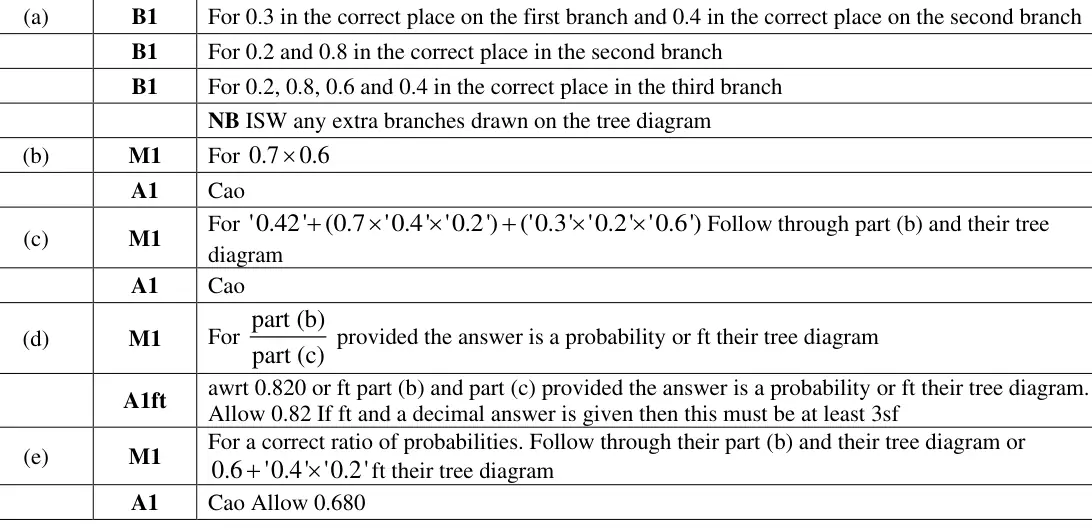 (a) B1 For 0.3 in the correct place on the first branch and 0.4 in the correct place on the second branch
B1 For 0.2 and 0.8 in the correct place in the second branch
B1 For 0.2, 0.8, 0.6 and 0.4 in the correct place in the third branch
NB ISW any extra branches drawn on the tree diagram
(b) M1 For 0.7×0.6
A1 Cao
(c) M1 For '0.42'+(0.7×'0.4'×'0.2')+('0.3'×'0.2'×'0.6') Follow through part (b) and their tree
diagram
A1 Cao
(d) M1 For part (b) / part (c) provided the answer is a probability or ft their tree diagram
A1ft awrt 0.820 or ft part (b) and part (c) provided the answer is a probability or ft their tree diagram.
Allow 0.82 If ft and a decimal answer is given then this must be at least 3sf
(e) M1 For a correct ratio of probabilities. Follow through their part (b) and their tree diagram or
0.6+'0.4'×'0.2' ft their tree diagram
A1 Cao Allow 0.680